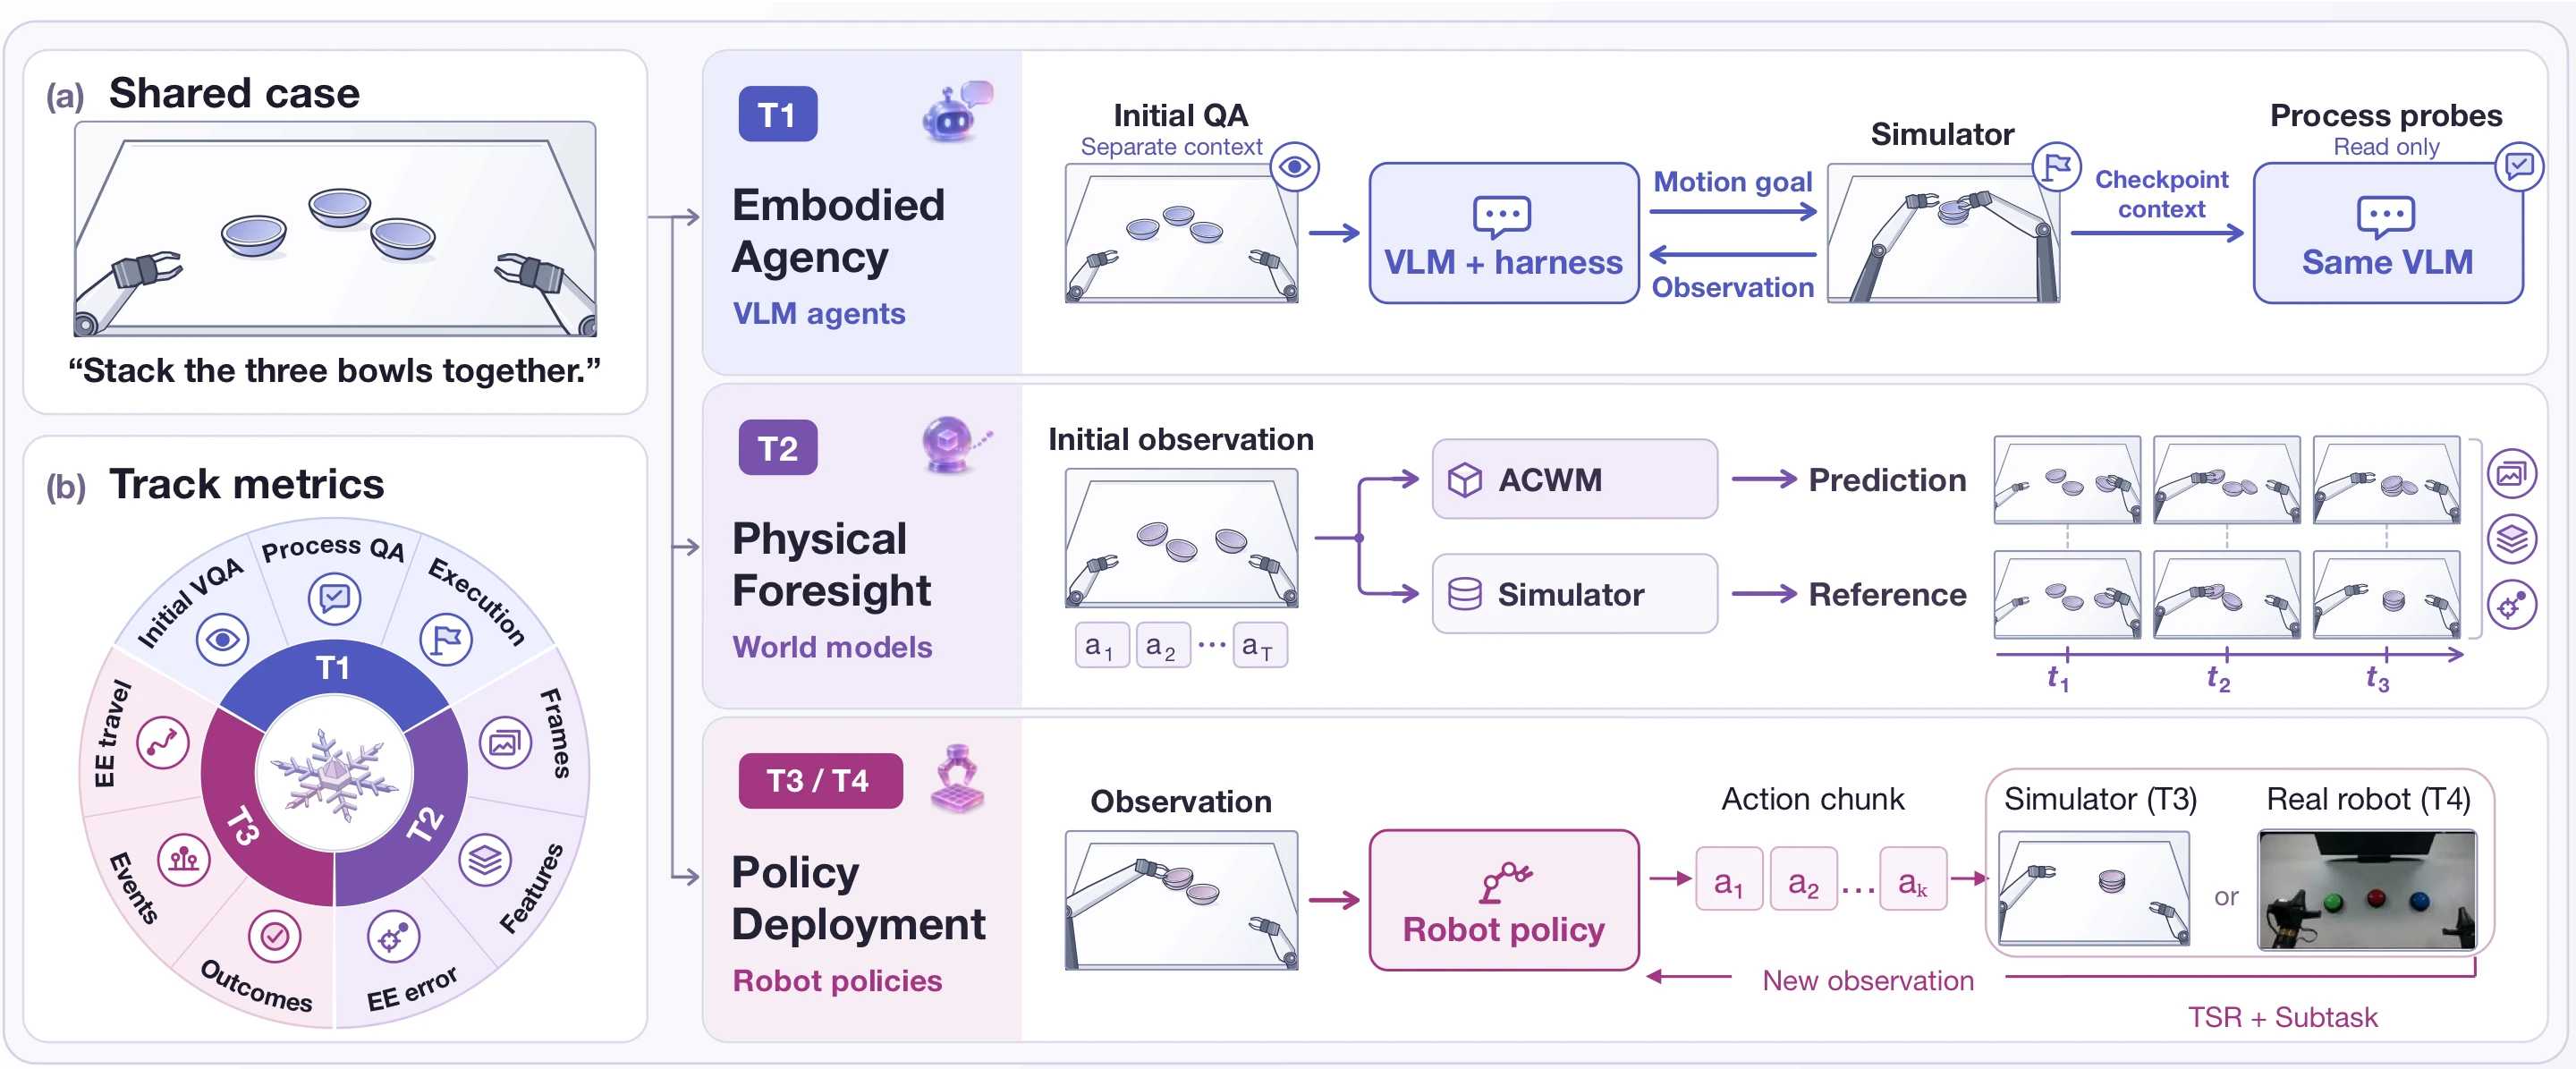 (a) Shared case
“Stack the three bowls together.”
(b) Track metrics
Initial VQA
Process QA
Execution
Frames
Features
EE error
Outcomes
Events
EE travel
T1
T2
T3
T1
Embodied
Agency
VLM agents
Initial QA
Separate context
VLM + harness
Motion goal
Observation
Simulator
Checkpoint
context
Process probes
Read only
Same VLM
T2
Physical
Foresight
World models
Initial observation
a1 a2 ··· aT
ACWM
Simulator
Prediction
Reference
t1 t2 t3
T3 / T4
Policy
Deployment
Robot policies
Observation
Robot policy
Action chunk
a1 a2 ... ak
Simulator (T3)
or
Real robot (T4)
New observation
TSR + Subtask